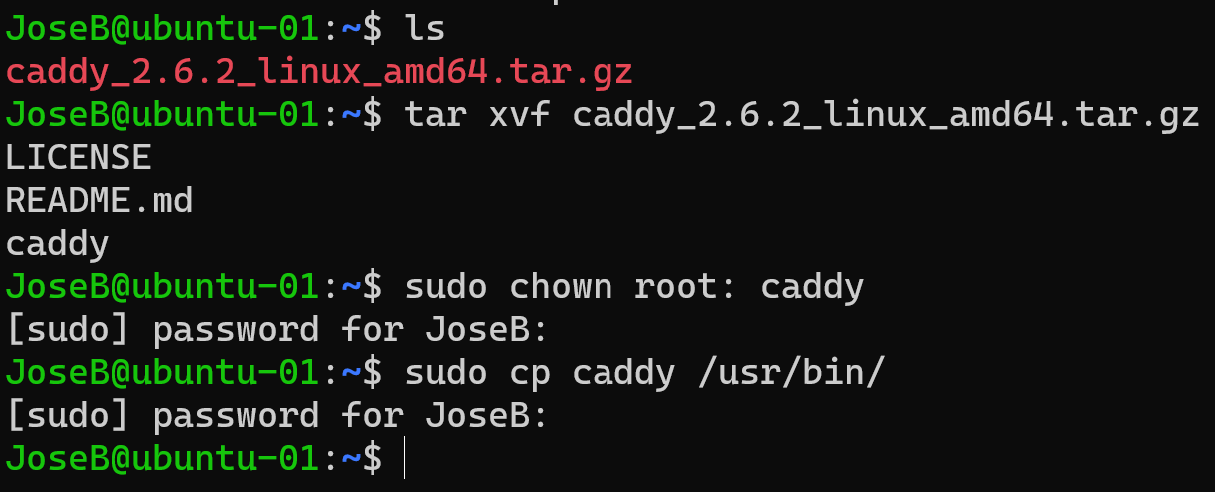 JoseB@ubuntu-01:~$ ls
caddy_2.6.2_linux_amd64.tar.gz
JoseB@ubuntu-01:~$ tar xvf caddy_2.6.2_linux_amd64.tar.gz
LICENSE
README.md
caddy
JoseB@ubuntu-01:~$ sudo chown root: caddy
[sudo] password for JoseB:
JoseB@ubuntu-01:~$ sudo cp caddy /usr/bin/
[sudo] password for JoseB:
JoseB@ubuntu-01:~$